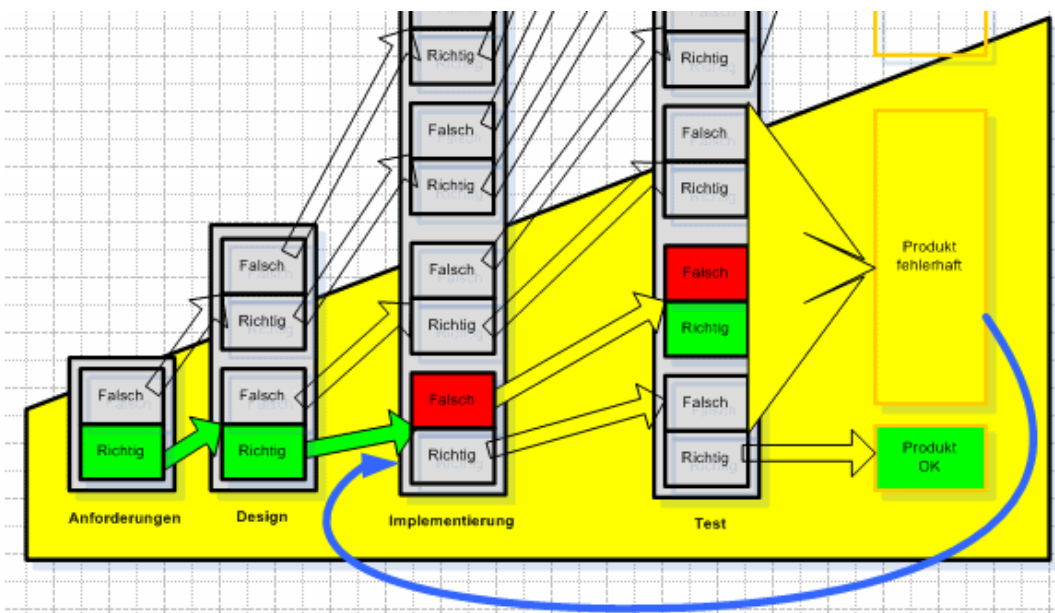 Richtig
Falsch
Richtig
Falsch
Richtig
Falsch
Richtig
Richtig
Falsch
Richtig
Falsch
Richtig
Falsch
Richtig
Falsch
Richtig
Falsch
Richtig
Falsch
Richtig
Produkt
fehlerhaft
Produkt
OK
Anforderungen
Design
Implementierung
Test